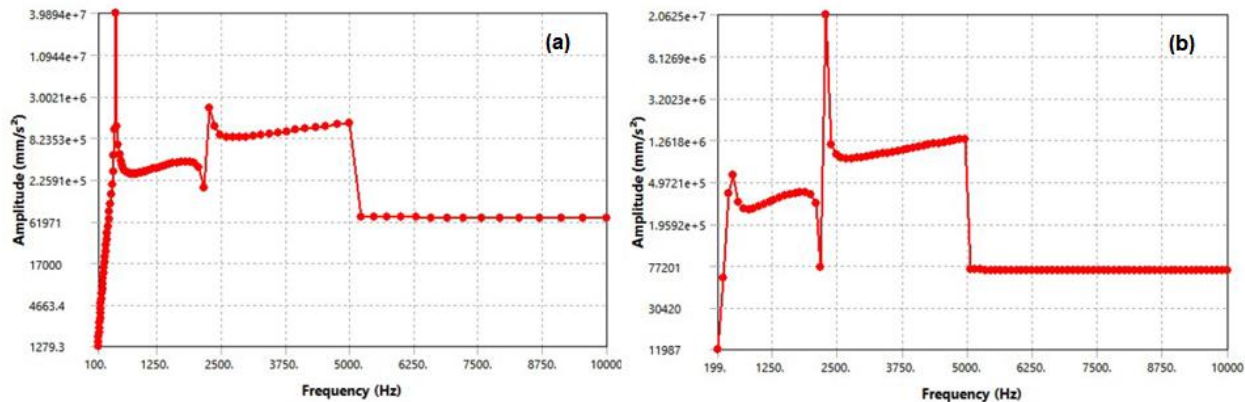 (a)
Amplitude (mm/s²)
3.9894e+7
1.0944e+7
3.0021e+6
8.2353e+5
2.2591e+5
61971
17000
4663.4
1279.3
100. 1250. 2500. 3750. 5000. 6250. 7500. 8750. 10000
Frequency (Hz)
(b)
Amplitude (mm/s²)
2.0625e+7
8.1269e+6
3.2023e+6
1.2618e+6
4.9721e+5
1.9592e+5
77201
30420
11987
199. 1250. 2500. 3750. 5000. 6250. 7500. 8750. 10000
Frequency (Hz)